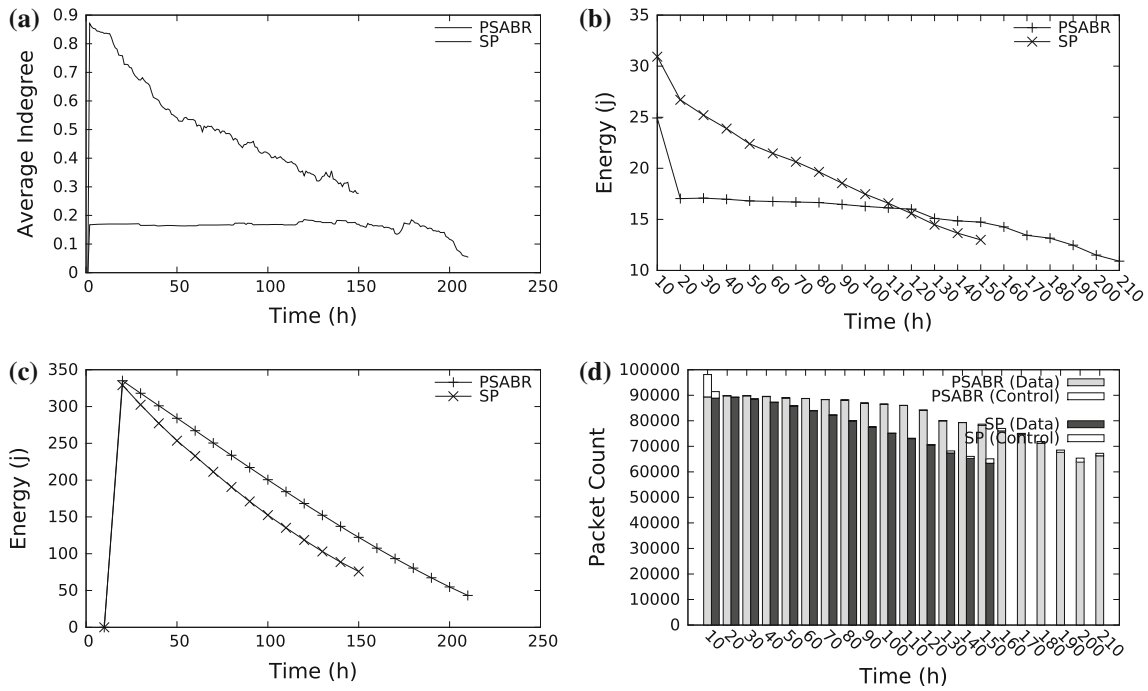 (a)
0.9
0.8
0.7
0.6
0.5
0.4
0.3
0.2
0.1
0
0 50 100 150 200 250
Average Indegree
Time (h)
PSABR
SP
(b)
35
30
25
20
15
10
10 20 30 40 50 60 70 80 90 100 110 120 130 140 150 160 170 180 190 200 210
Energy (j)
Time (h)
PSABR
SP
(c)
350
300
250
200
150
100
50
0
0 50 100 150 200 250
Energy (j)
Time (h)
PSABR
SP
(d)
100000
90000
80000
70000
60000
50000
40000
30000
20000
10000
0
10 20 30 40 50 60 70 80 90 100 110 120 130 140 150 160 170 180 190 200 210
Packet Count
Time (h)
PSABR (Data)
PSABR (Control)
SP (Data)
SP (Control)